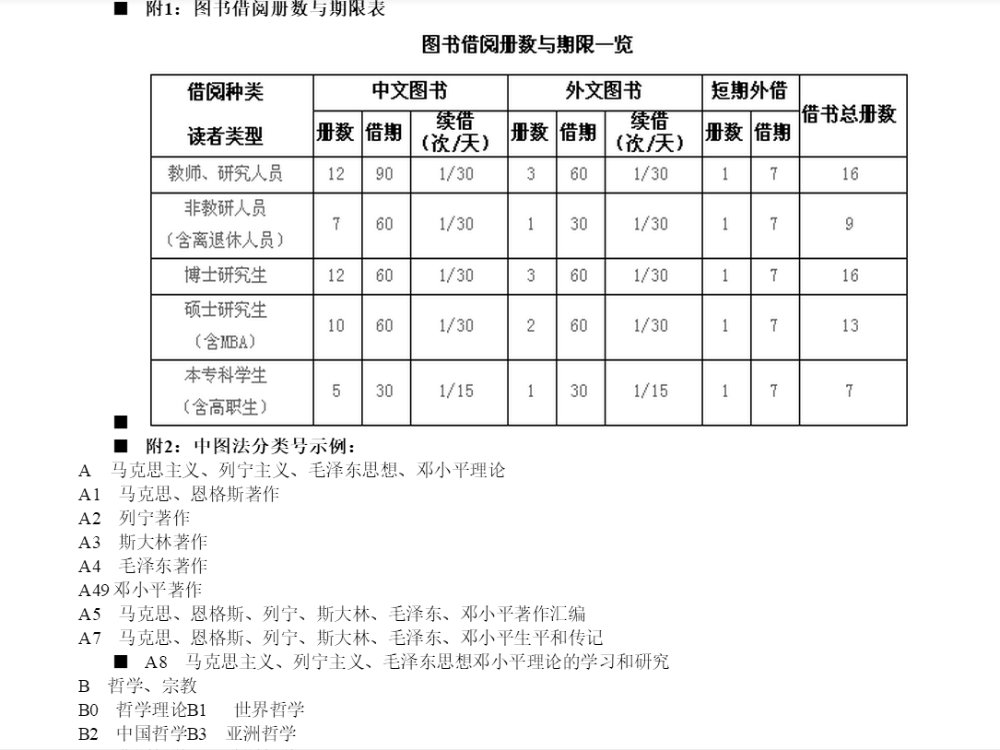 ■ 附1：图书借阅册数与期限表
图书借阅册数与期限一览
借阅种类 中文图书 外文图书 短期外借 借书总册数
读者类型 册数 借期 续借（次/天） 册数 借期 续借（次/天） 册数 借期
教师、研究人员 12 90 1/30 3 60 1/30 1 7 16
非教研人员
（含离退休人员） 7 60 1/30 1 30 1/30 1 7 9
博士研究生 12 60 1/30 3 60 1/30 1 7 16
硕士研究生
（含MBA） 10 60 1/30 2 60 1/30 1 7 13
本专科学生
（含高职生） 5 30 1/15 1 30 1/15 1 7 7
■
■ 附2：中图法分类号示例：
A 马克思主义、列宁主义、毛泽东思想、邓小平理论
A1 马克思、恩格斯著作
A2 列宁著作
A3 斯大林著作
A4 毛泽东著作
A49 邓小平著作
A5 马克思、恩格斯、列宁、斯大林、毛泽东、邓小平著作汇编
A7 马克思、恩格斯、列宁、斯大林、毛泽东、邓小平生平和传记
■ A8 马克思主义、列宁主义、毛泽东思想邓小平理论的学习和研究
B 哲学、宗教
B0 哲学理论B1 世界哲学
B2 中国哲学B3 亚洲哲学